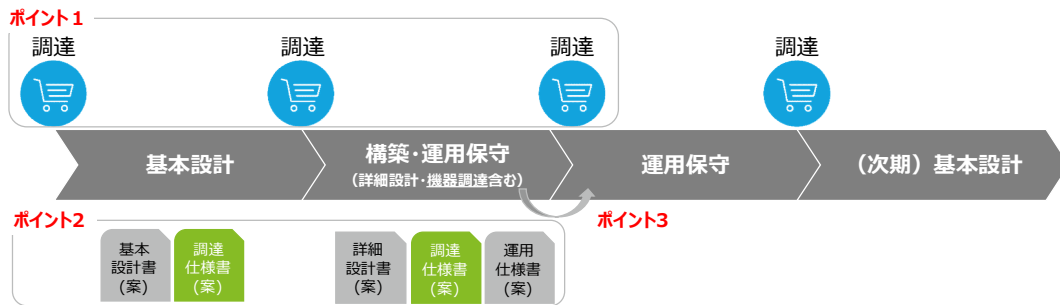 ポイント1
調達
調達
調達
調達
基本設計
構築・運用保守
(詳細設計・機器調達含む)
運用保守
（次期）基本設計
ポイント2
ポイント3
基本
設計書
(案)
調達
仕様書
(案)
詳細
設計書
(案)
調達
仕様書
(案)
運用
仕様書
(案)